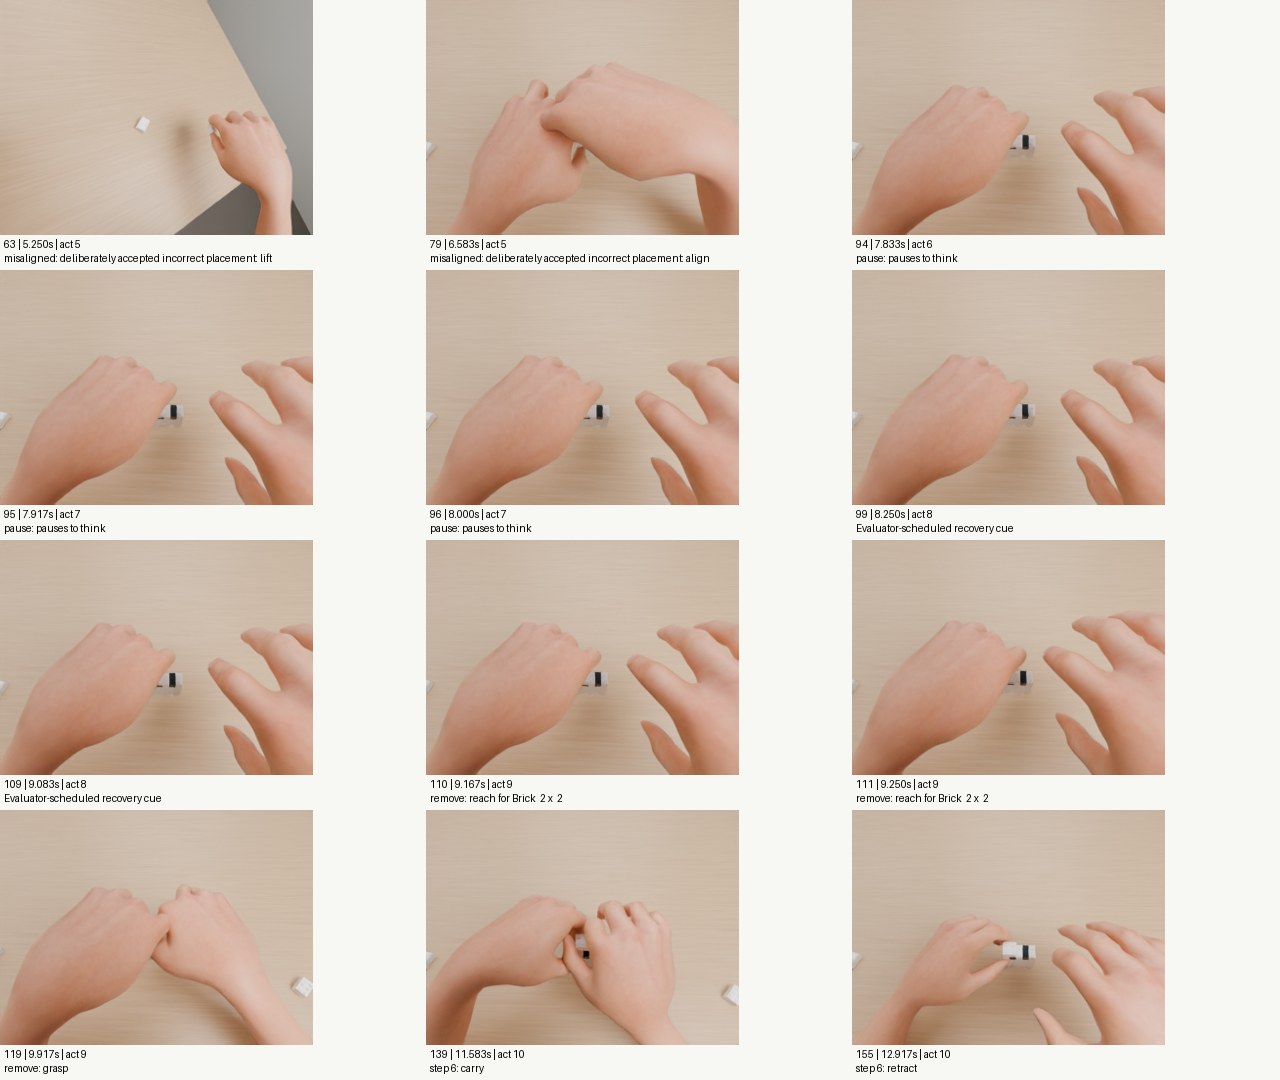 63 | 5.250s | act 5
misaligned: deliberately accepted incorrect placement: lift
79 | 6.583s | act 5
misaligned: deliberately accepted incorrect placement: align
94 | 7.833s | act 6
pause: pauses to think
95 | 7.917s | act 7
pause: pauses to think
96 | 8.000s | act 7
pause: pauses to think
99 | 8.250s | act 8
Evaluator-scheduled recovery cue
109 | 9.083s | act 8
Evaluator-scheduled recovery cue
110 | 9.167s | act 9
remove: reach for Brick 2 x 2
111 | 9.250s | act 9
remove: reach for Brick 2 x 2
119 | 9.917s | act 9
remove: grasp
139 | 11.583s | act 10
step 6: carry
155 | 12.917s | act 10
step 6: retract